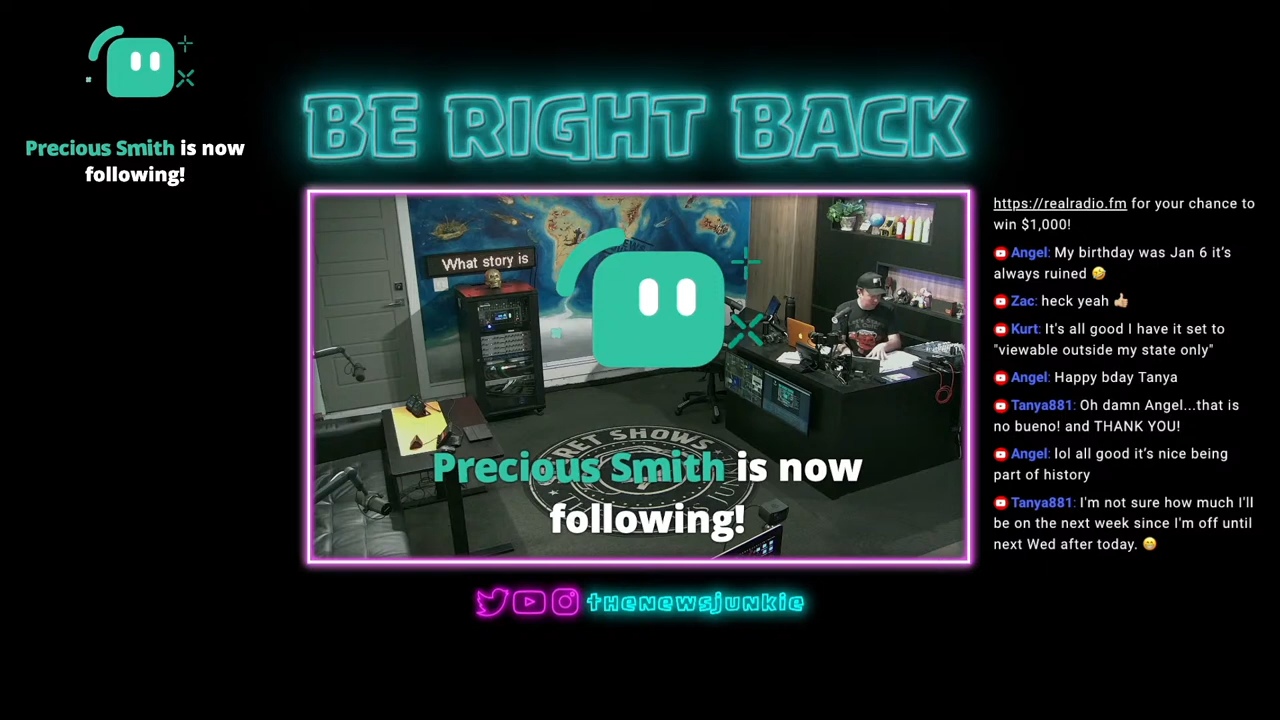 Precious Smith is now
following!
BE RIGHT BACK
What story is
SECRET SHOWS
Precious Smith is now
following!
https://realradio.fm for your chance to
win $1,000!
Angel: My birthday was Jan 6 it’s
always ruined 🤣
Zac: heck yeah 👍🏼
Kurt: It's all good I have it set to
"viewable outside my state only"
Angel: Happy bday Tanya
Tanya881: Oh damn Angel...that is
no bueno! and THANK YOU!
Angel: lol all good it’s nice being
part of history
Tanya881: I'm not sure how much I'll
be on the next week since I'm off until
next Wed after today. 😁
thenewsjunkie